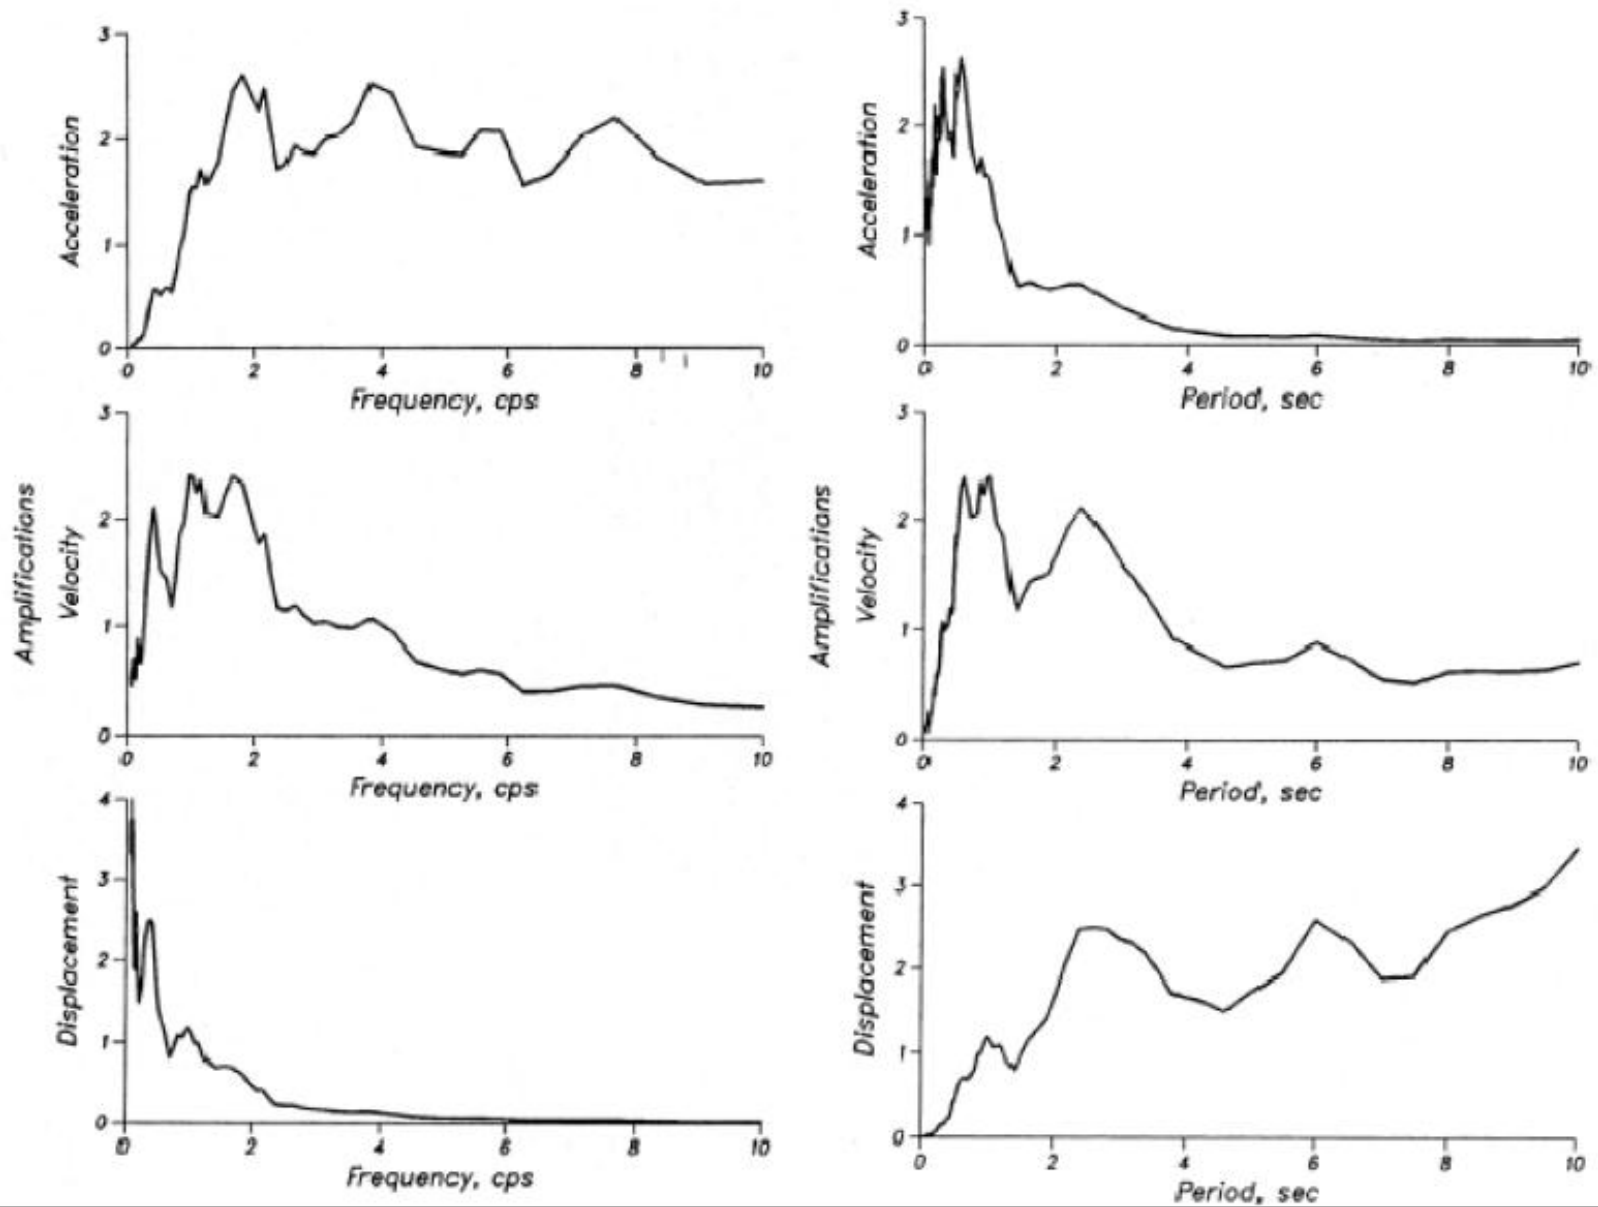 3
2
1
0
Acceleration
0 2 4 6 8 10
Frequency, cps
3
2
1
0
Acceleration
0 2 4 6 8 10
Period, sec
3
2
1
0
Amplifications
Velocity
0 2 4 6 8 10
Frequency, cps
3
2
1
0
Amplifications
Velocity
0 2 4 6 8 10
Period, sec
4
3
2
1
0
Displacement
0 2 4 6 8 10
Frequency, cps
4
3
2
1
0
Displacement
0 2 4 6 8 10
Period, sec